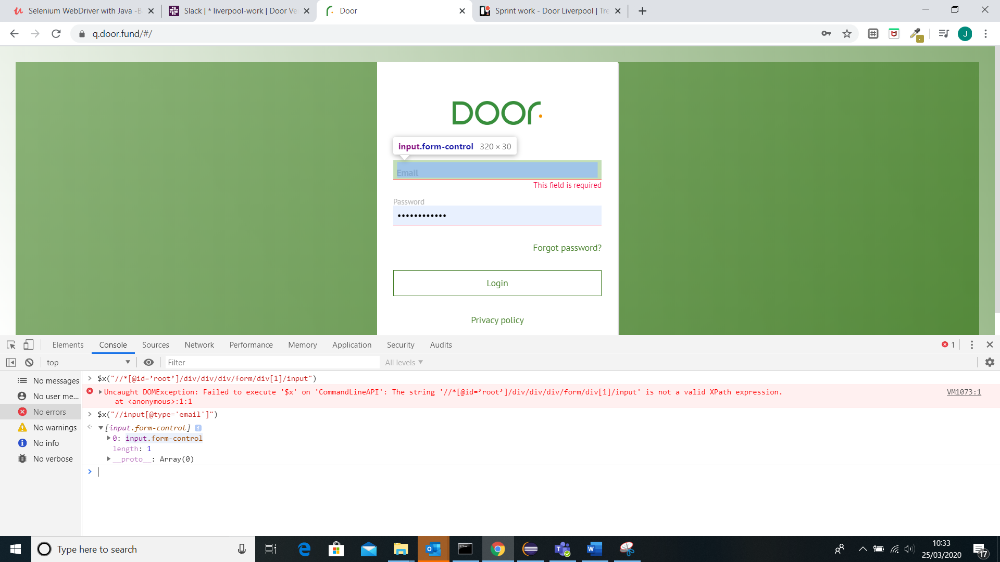 Selenium WebDriver with Java -B
Slack | * liverpool-work | Door Ve
Door
Sprint work - Door Liverpool | Tre
q.door.fund/#/
J
DOOr.
input.form-control 320 × 30
Email
This field is required
Password
••••••••••••
Forgot password?
Login
Privacy policy
Elements
Console
Sources
Network
Performance
Memory
Application
Security
Audits
1
top
Filter
All levels
No messages
No user me...
No errors
No warnings
No info
No verbose
> $x("//*[@id=’root’]/div/div/div/form/div[1]/input")
Uncaught DOMException: Failed to execute '$x' on 'CommandLineAPI': The string '//*[@id=’root’]/div/div/div/form/div[1]/input' is not a valid XPath expression.
VM1073:1
at <anonymous>:1:1
> $x("//input[@type='email']")
[input.form-control]
0: input.form-control
length: 1
__proto__: Array(0)
>
Type here to search
10:33
25/03/2020
17